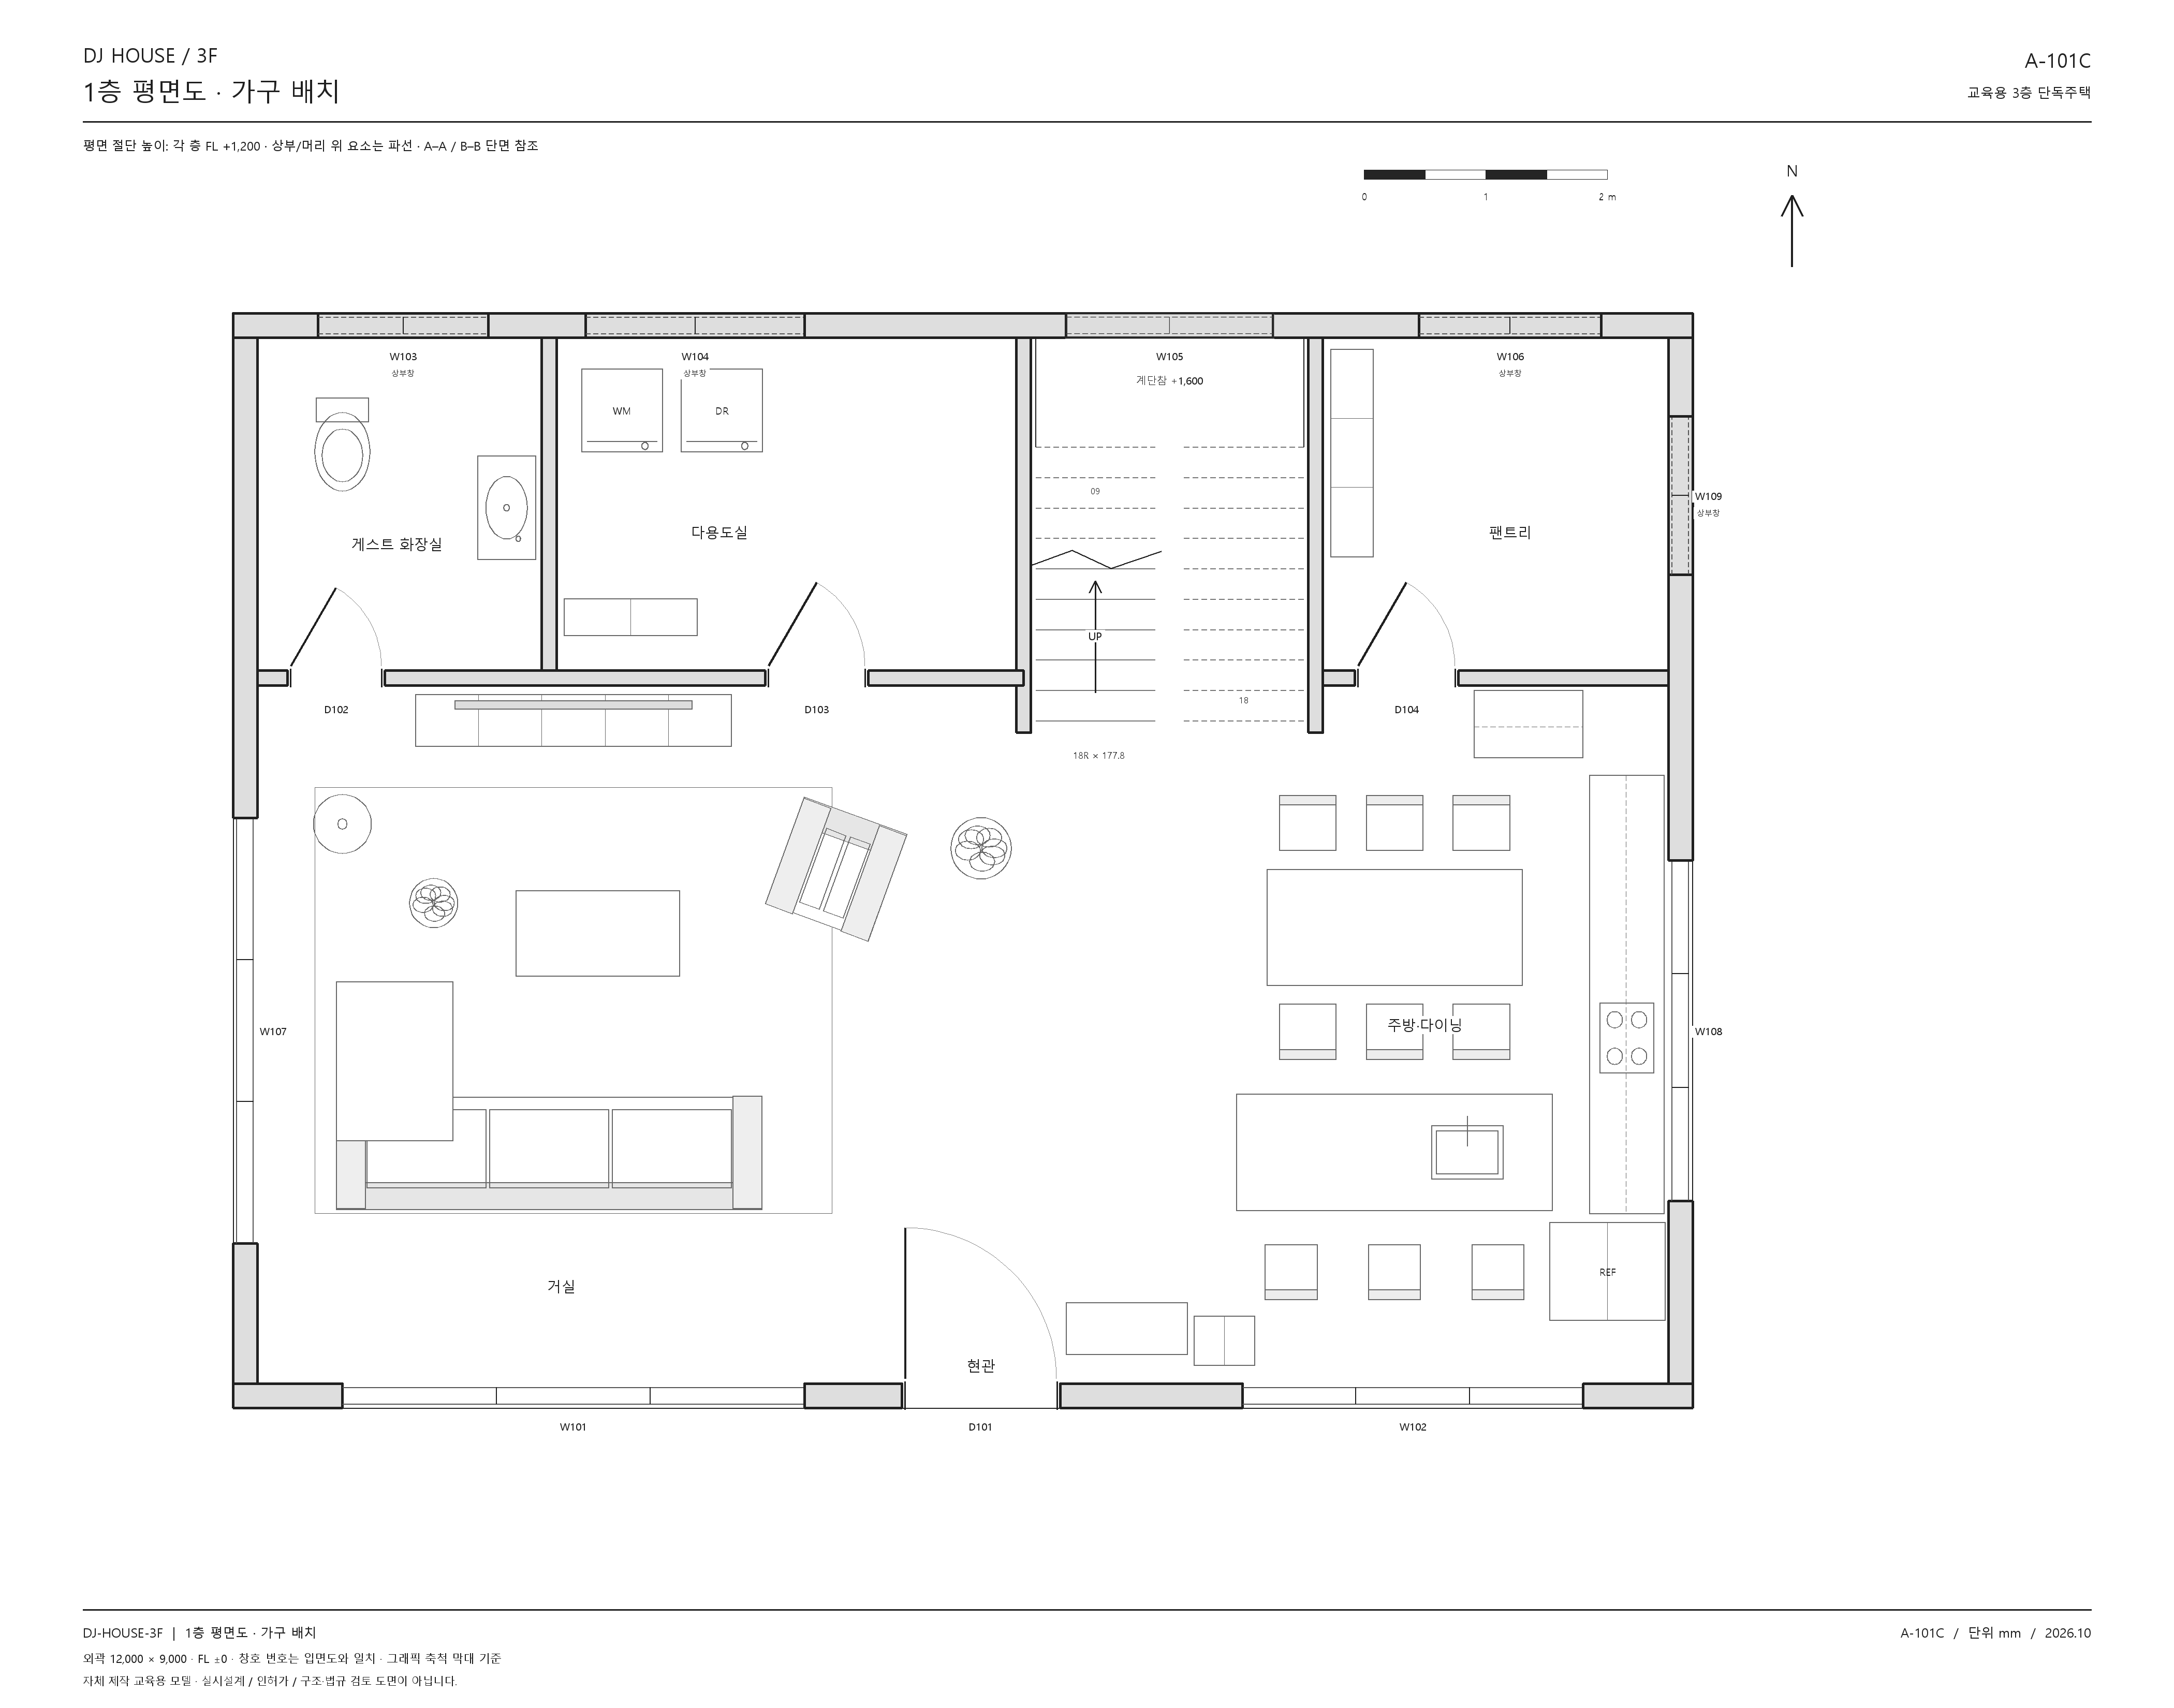 DJ HOUSE / 3F
1층 평면도 · 가구 배치
A-101C
교육용 3층 단독주택
평면 절단 높이: 각 층 FL +1,200 · 상부/머리 위 요소는 파선 · A–A / B–B 단면 참조
0 1 2 m
N
W103
상부창
W104
상부창
W105
계단참 +1,600
W106
상부창
WM
DR
09
W109
상부창
게스트 화장실
다용도실
팬트리
UP
18
D102
D103
D104
18R × 177.8
W107
주방·다이닝
W108
REF
거실
현관
W101
D101
W102
DJ-HOUSE-3F | 1층 평면도 · 가구 배치
A-101C / 단위 mm / 2026.10
외곽 12,000 × 9,000 · FL ±0 · 창호 번호는 입면도와 일치 · 그래픽 축척 막대 기준
자체 제작 교육용 모델 · 실시설계 / 인허가 / 구조·법규 검토 도면이 아닙니다.